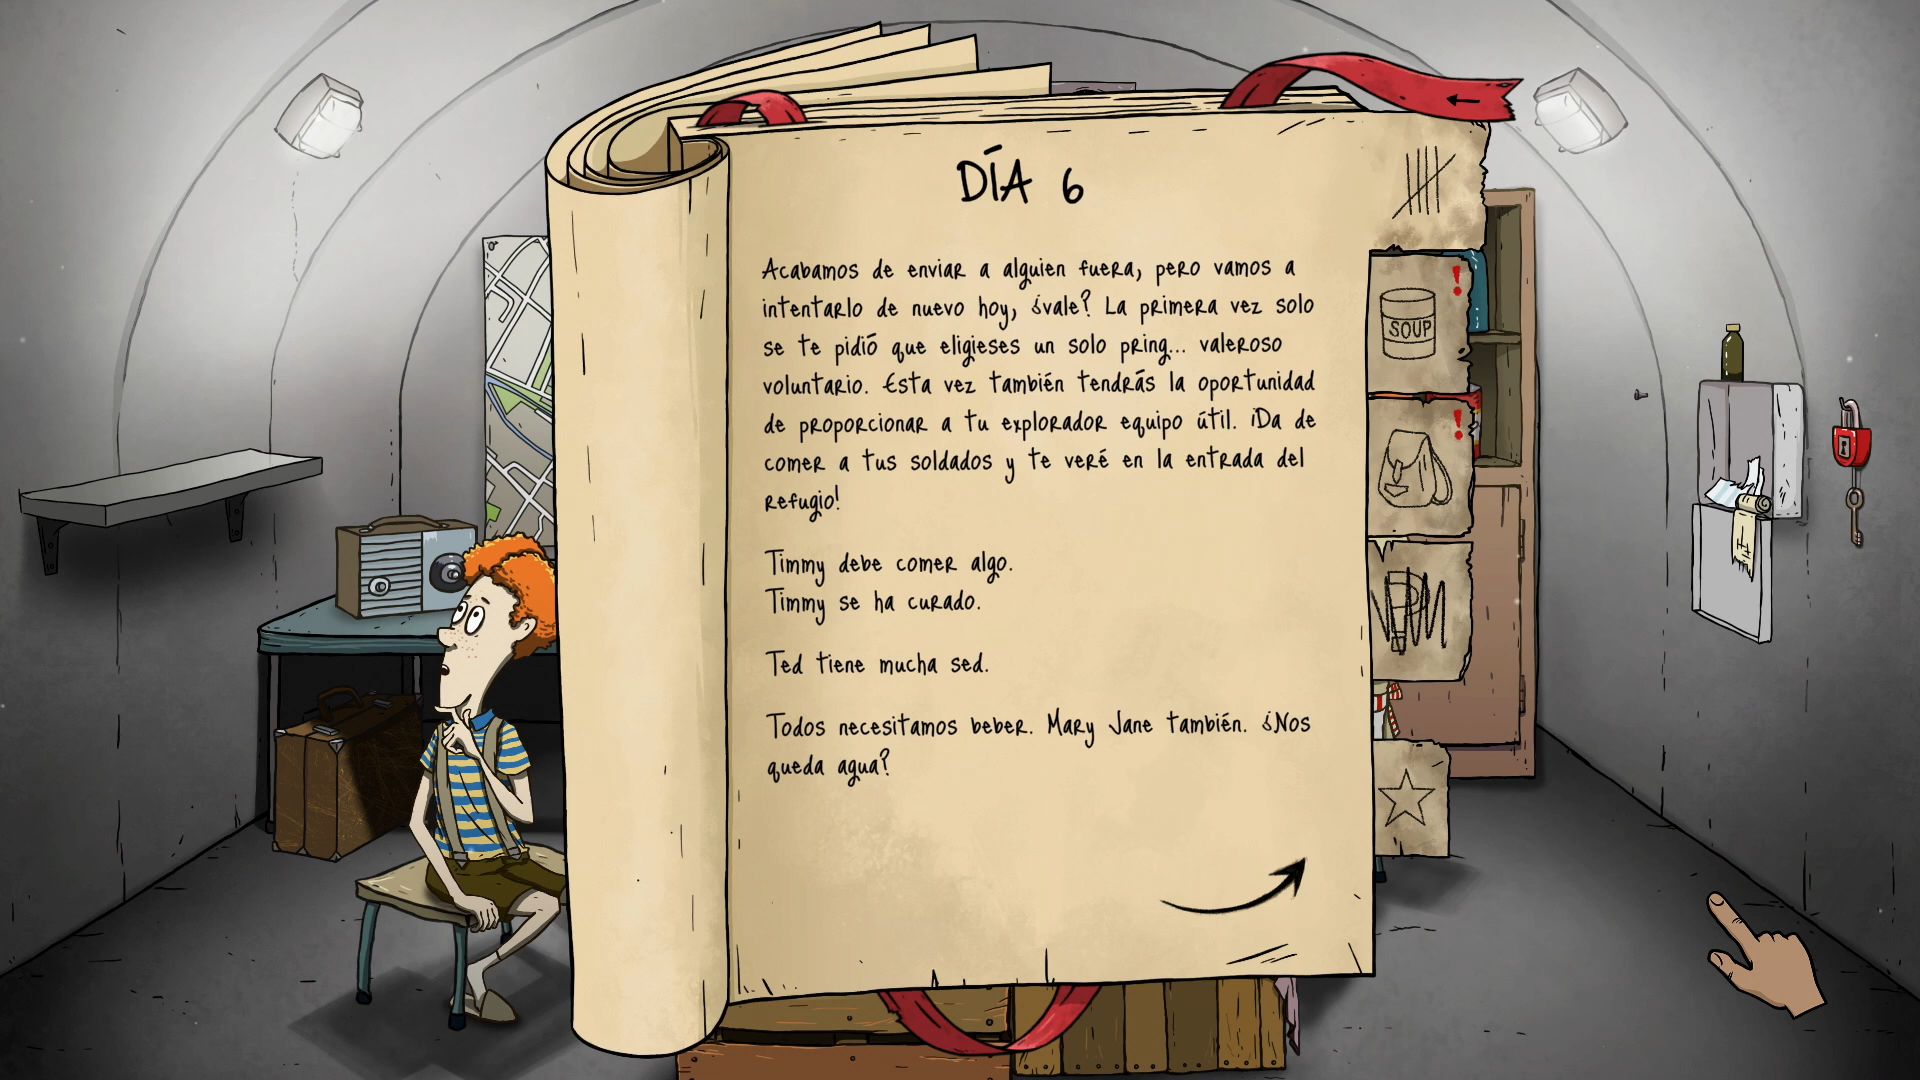 DÍA 6
Acabamos de enviar a alguien fuera, pero vamos a
intentarlo de nuevo hoy, ¿vale? La primera vez solo
se te pidió que eligieses un solo pring... valeroso
voluntario. Esta vez también tendrás la oportunidad
de proporcionar a tu explorador equipo útil. ¡Da de
comer a tus soldados y te veré en la entrada del
refugio!
Timmy debe comer algo.
Timmy se ha curado.
Ted tiene mucha sed.
Todos necesitamos beber. Mary Jane también. ¿Nos
queda agua?
!
SOUP
!